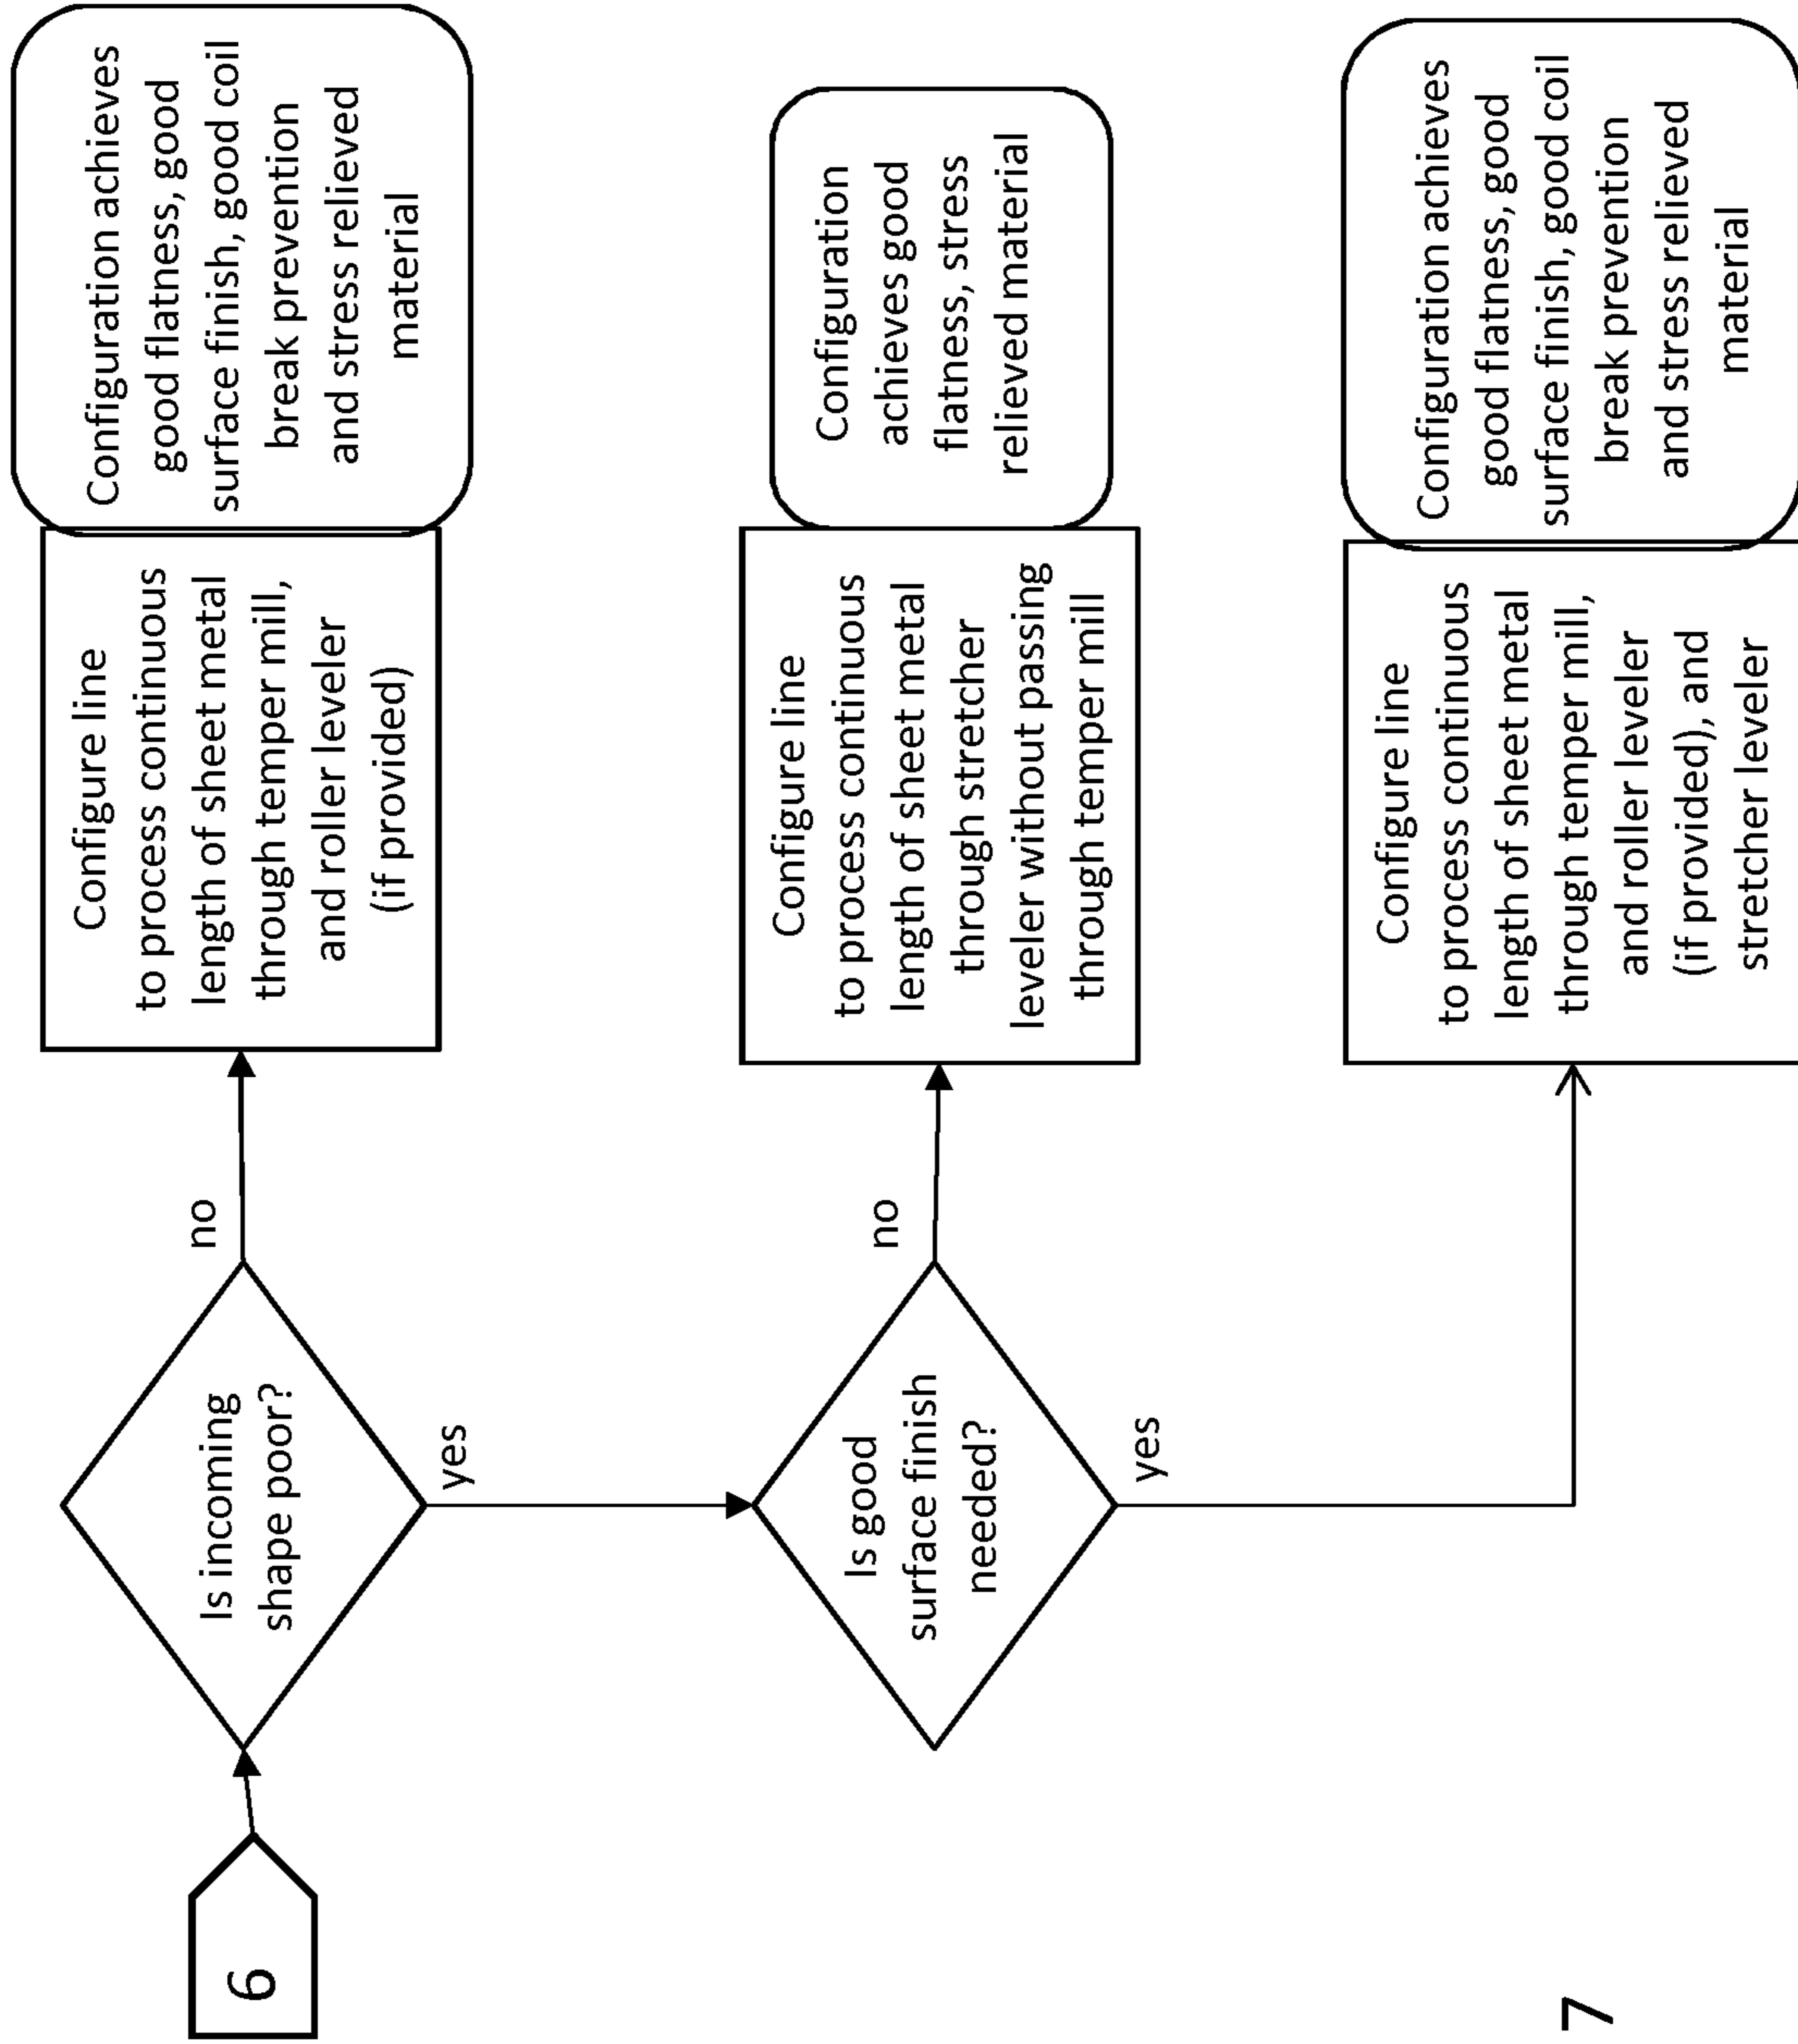 6
Is incoming
shape poor?
no
Configure line
to process continuous
length of sheet metal
through temper mill,
and roller leveler
(if provided)
Configuration achieves
good flatness, good
surface finish, good coil
break prevention
and stress relieved
material
yes
Is good
surface finish
needed?
no
Configure line
to process continuous
length of sheet metal
through stretcher
leveler without passing
through temper mill
Configuration
achieves good
flatness, stress
relieved material
yes
Configure line
to process continuous
length of sheet metal
through temper mill,
and roller leveler
(if provided), and
stretcher leveler
Configuration achieves
good flatness, good
surface finish, good coil
break prevention
and stress relieved
material
7